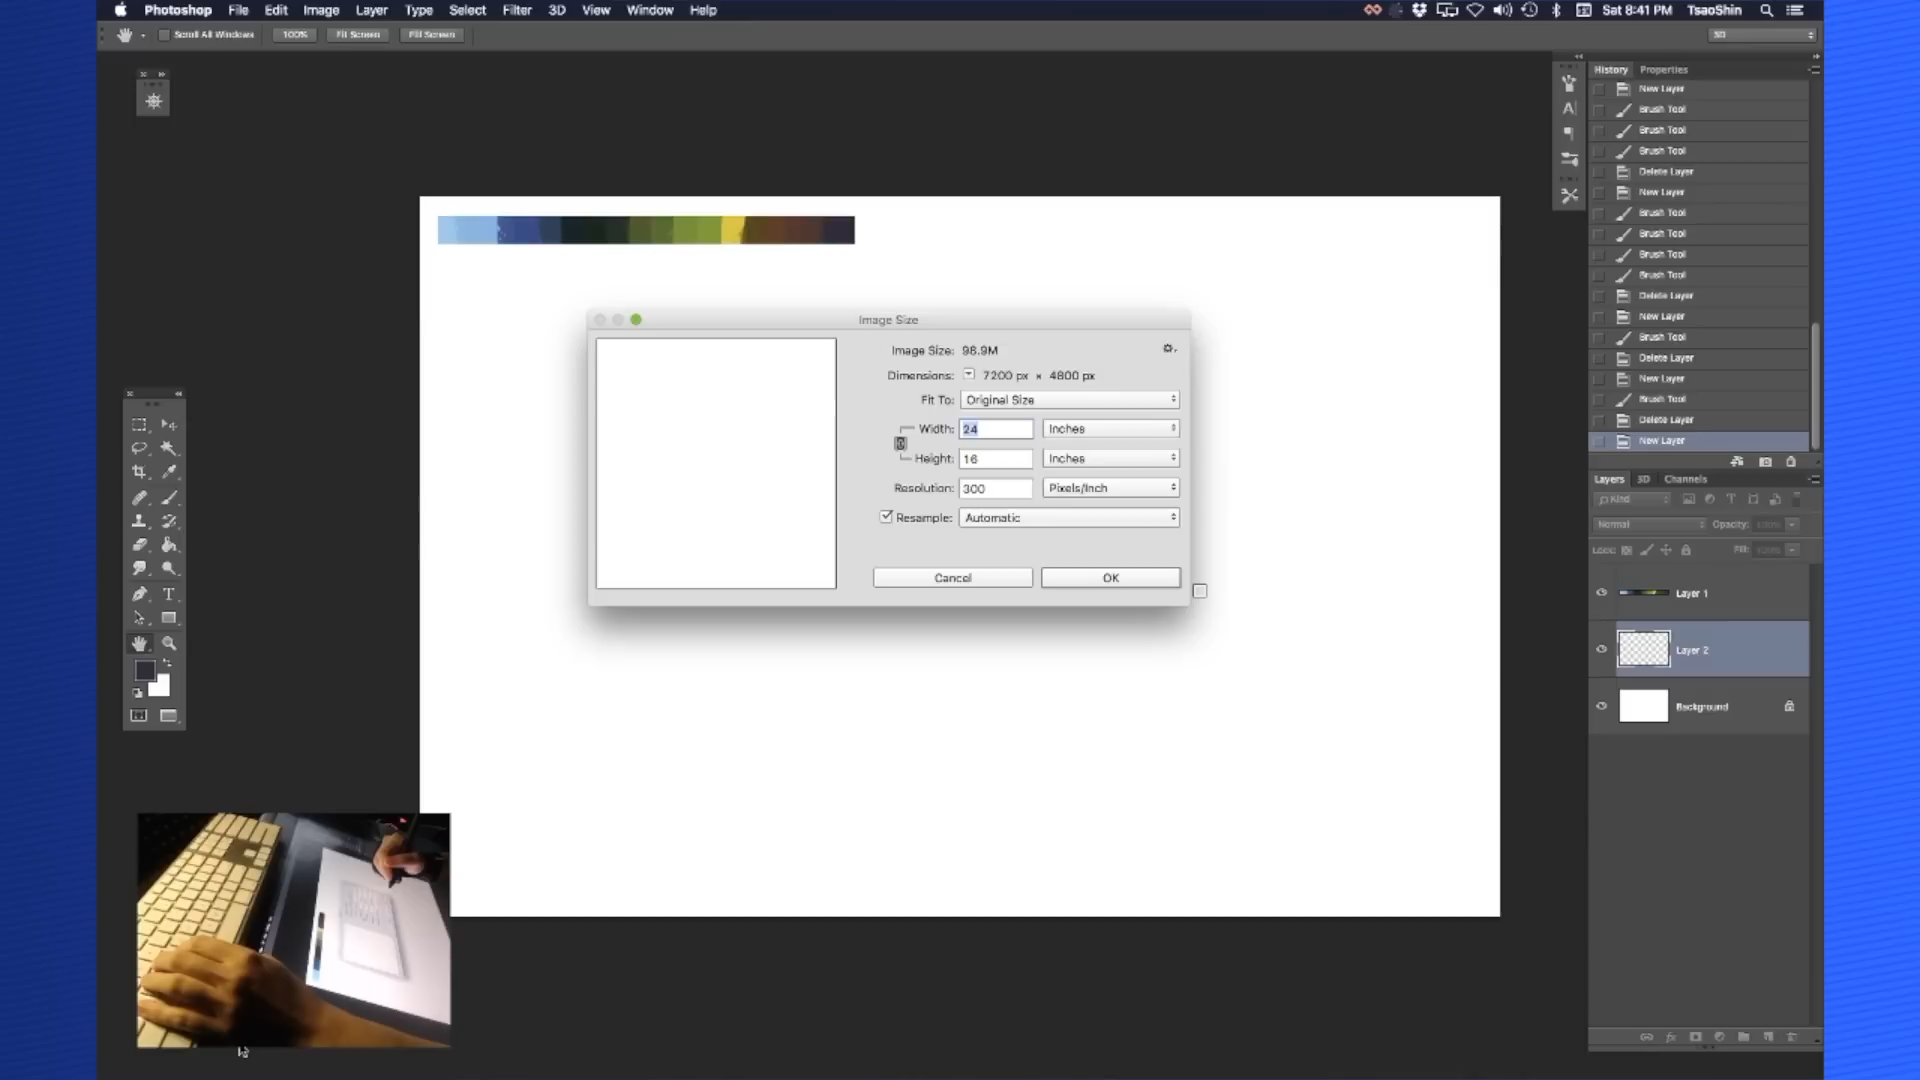 Photoshop File Edit Image Layer Type Select Filter 3D View Window Help Sat 8:41 PM TsaoShin
Scroll All Windows 100% Fit Screen Fill Screen 3D
History Properties
New Layer
Brush Tool
Brush Tool
Brush Tool
Delete Layer
New Layer
Brush Tool
Brush Tool
Brush Tool
Brush Tool
Delete Layer
New Layer
Brush Tool
Delete Layer
New Layer
Brush Tool
Delete Layer
New Layer
Image Size
Image Size: 98.9M
Dimensions: 7200 px × 4800 px
Fit To: Original Size
Width: 24 Inches
Height: 16 Inches
Resolution: 300 Pixels/Inch
Resample: Automatic
Cancel OK
Layers 3D Channels
Kind
Normal Opacity: 100%
Lock: Fill: 100%
Layer 1
Layer 2
Background